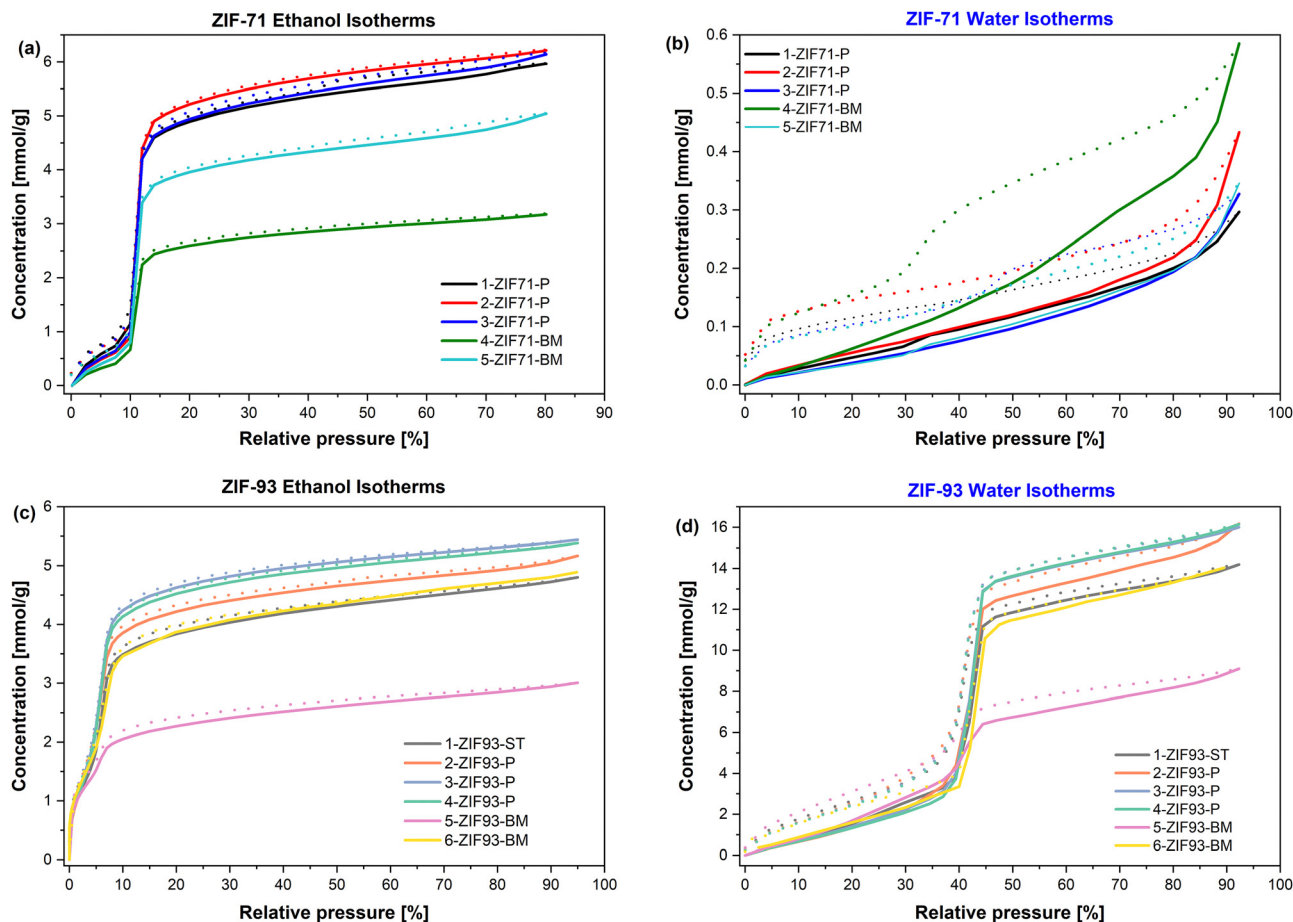 ZIF-71 Ethanol Isotherms
(a)
Concentration [mmol/g]
6
5
4
3
2
1
0
1-ZIF71-P
2-ZIF71-P
3-ZIF71-P
4-ZIF71-BM
5-ZIF71-BM
0 10 20 30 40 50 60 70 80 90
Relative pressure [%]
ZIF-71 Water Isotherms
(b)
Concentration [mmol/g]
0.6
0.5
0.4
0.3
0.2
0.1
0.0
1-ZIF71-P
2-ZIF71-P
3-ZIF71-P
4-ZIF71-BM
5-ZIF71-BM
0 10 20 30 40 50 60 70 80 90 100
Relative pressure [%]
ZIF-93 Ethanol Isotherms
(c)
Concentration [mmol/g]
6
5
4
3
2
1
0
1-ZIF93-ST
2-ZIF93-P
3-ZIF93-P
4-ZIF93-P
5-ZIF93-BM
6-ZIF93-BM
0 10 20 30 40 50 60 70 80 90 100
Relative pressure [%]
ZIF-93 Water Isotherms
(d)
Concentration [mmol/g]
16
14
12
10
8
6
4
2
0
1-ZIF93-ST
2-ZIF93-P
3-ZIF93-P
4-ZIF93-P
5-ZIF93-BM
6-ZIF93-BM
0 10 20 30 40 50 60 70 80 90 100
Relative pressure [%]